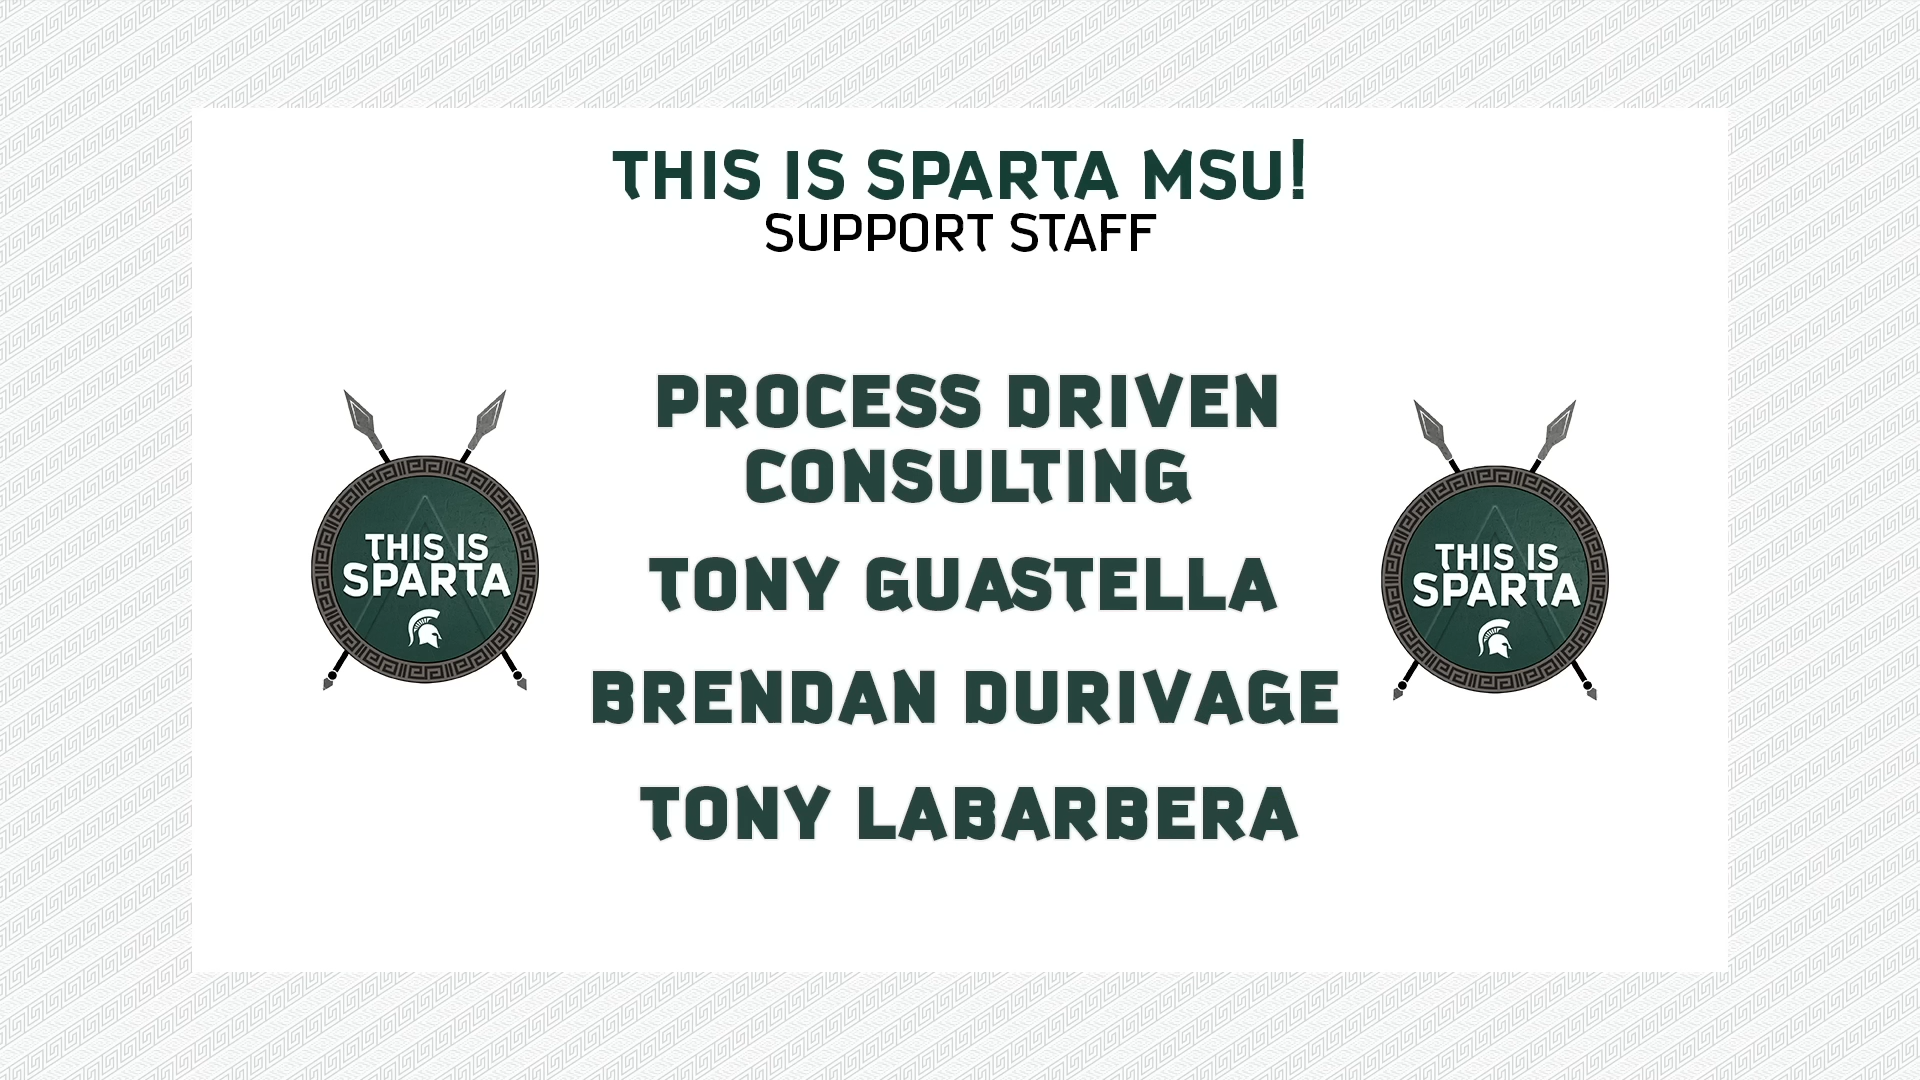 THIS IS SPARTA MSU!
SUPPORT STAFF
PROCESS DRIVEN
CONSULTING
TONY GUASTELLA
BRENDAN DURIVAGE
TONY LABARBERA
THIS IS
SPARTA
THIS IS
SPARTA